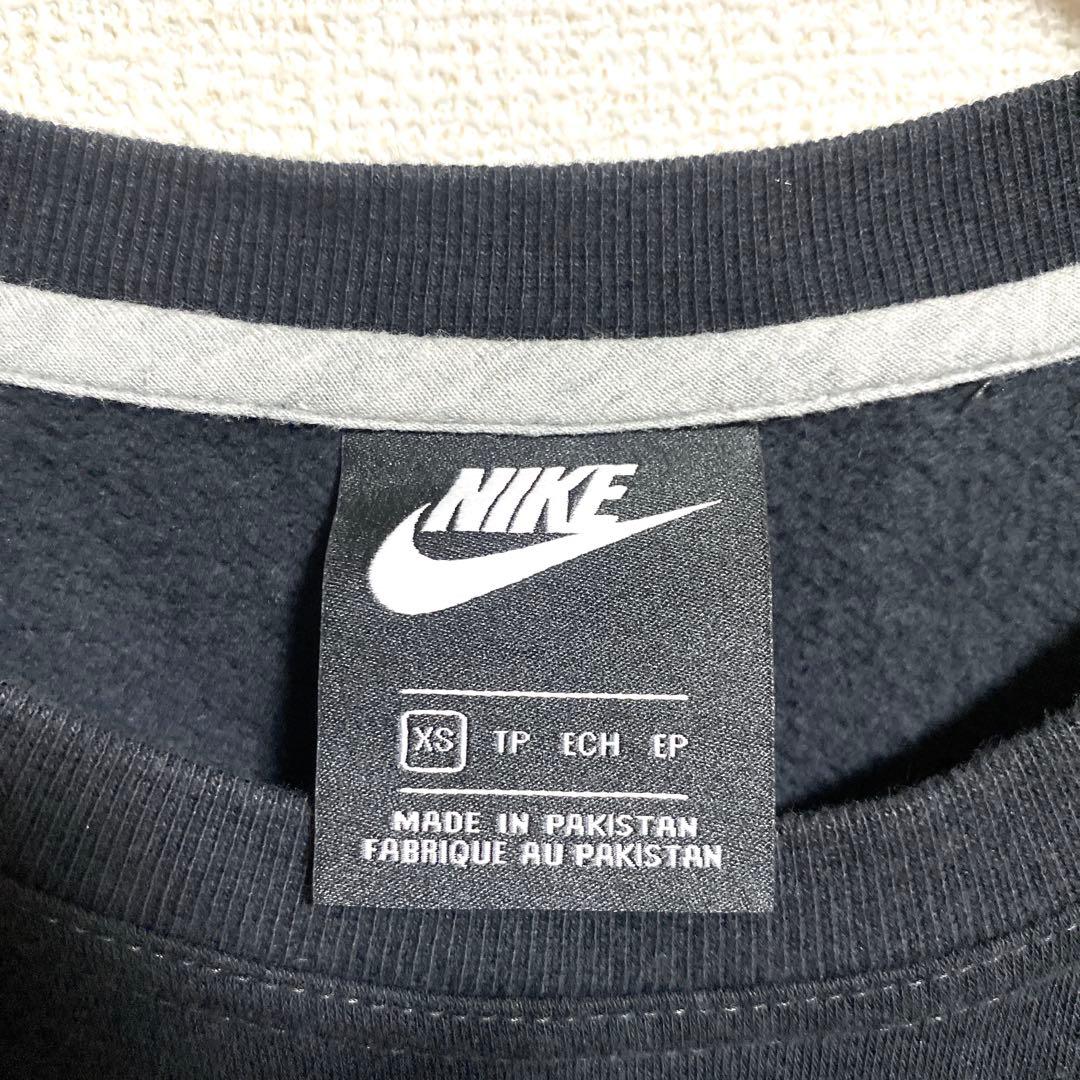 NIKE
XS TP ECH EP
MADE IN PAKISTAN
FABRIQUE AU PAKISTAN